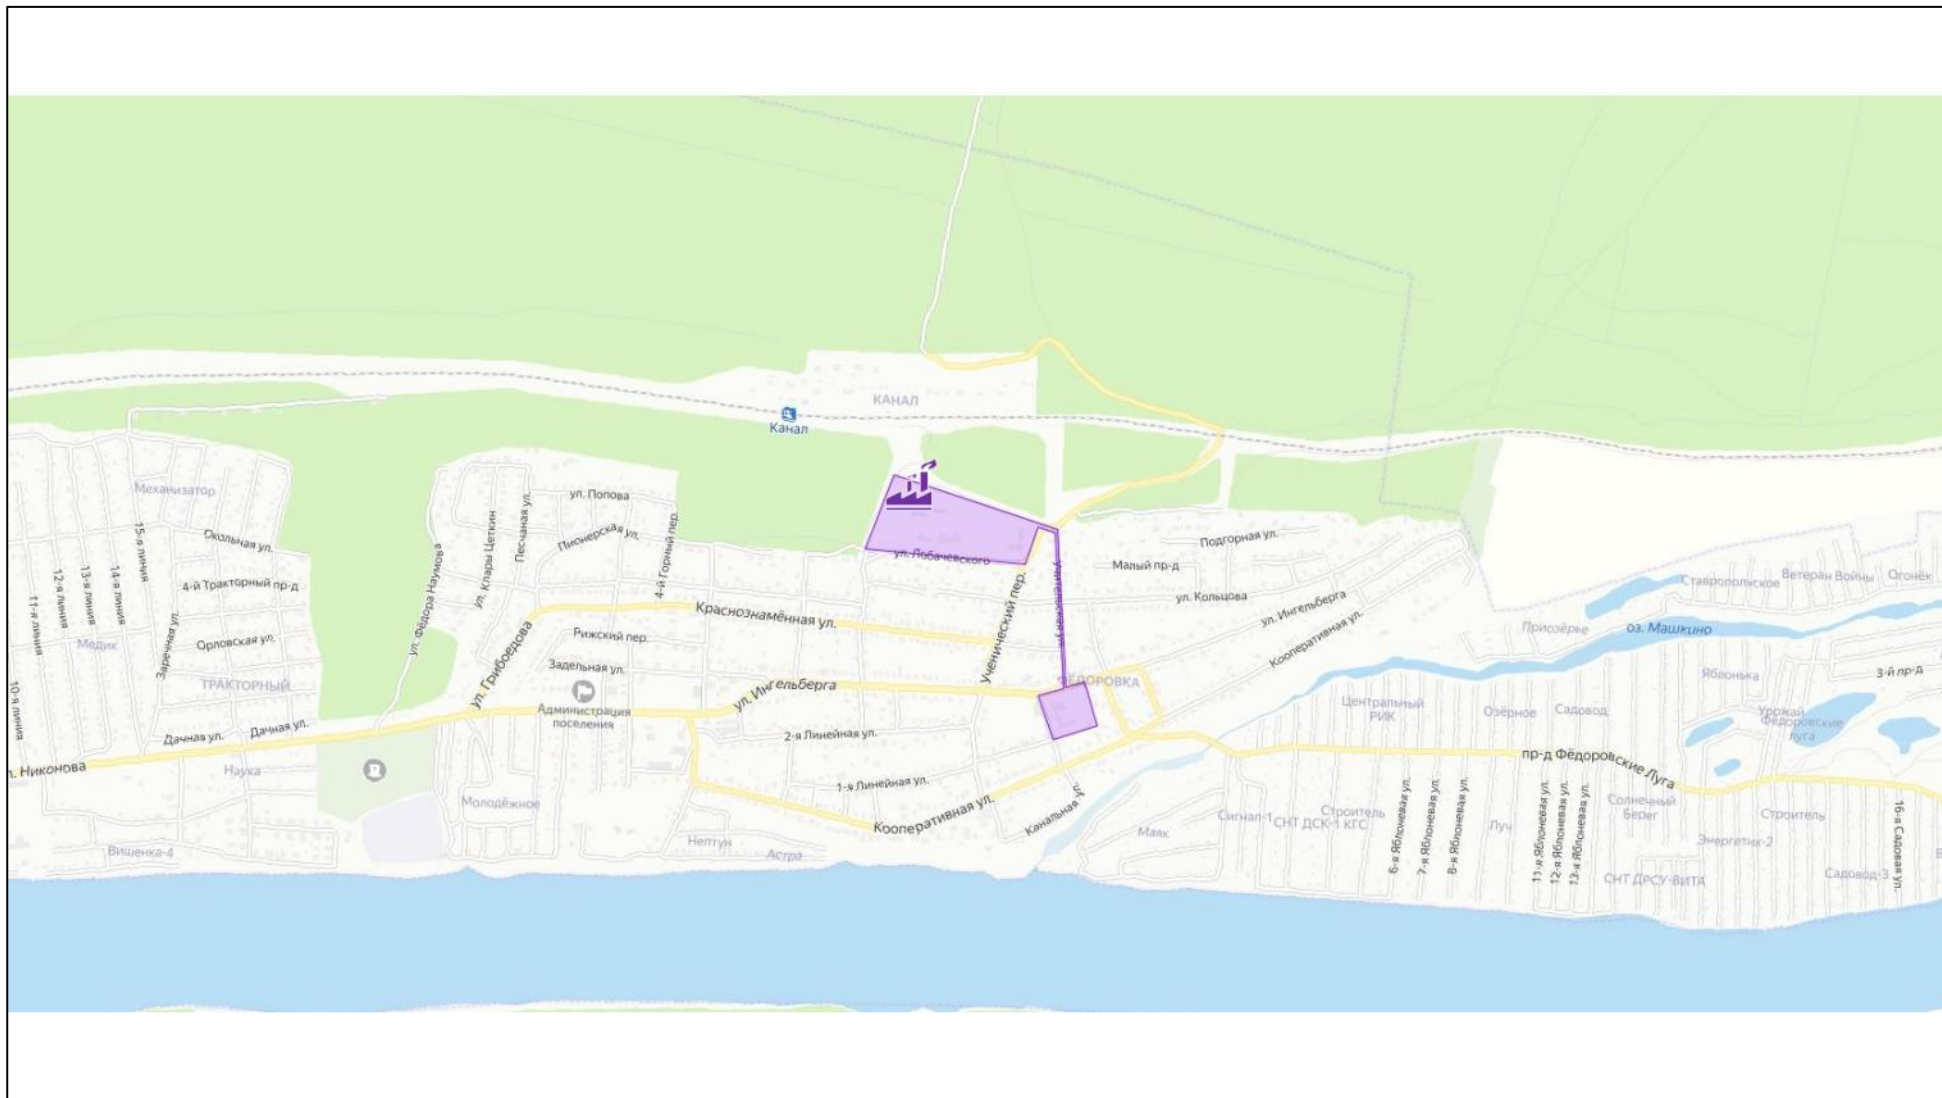 КАНАЛ
Канал
Механизатор
ул. Попова
Пионерская ул.
Песчаная ул.
ул. Клары Цеткин
4-й Горный пер.
15-я линия
14-я линия
13-я линия
12-я линия
11-я линия
10-я линия
Окольная ул.
4-й Тракторный пр-д
Орловская ул.
Заречная ул.
Медик
ТРАКТОРНЫЙ
ул. Фёдора Наумова
ул. Лобачевского
Ученический пер.
Учительская ул.
Подгорная ул.
Малый пр-д
ул. Кольцова
ул. Ингельберга
Кооперативная ул.
Краснознамённая ул.
Рижский пер.
Задельная ул.
ул. Грибоедова
ул. Ингельберга
Администрация
поселения
ФЁДОРОВКА
Ставропольское
Ветеран Войны
Огонёк
Приозёрье
оз. Машкино
3-й пр-д
Яблонька
Центральный
РИК
Озёрное
Садовод
Урожай
Фёдоровские
луга
Дачная ул.
Дачная ул.
Никонова
Наука
2-я Линейная ул.
1-я Линейная ул.
Кооперативная ул.
Канальная ул.
пр-д Фёдоровские Луга
Молодёжное
Вишенка-4
Нептун
Астра
Маяк
Сигнал-1
СНТ ДСК-1 КГС
Строитель
6-я Яблоневая ул.
7-я Яблоневая ул.
8-я Яблоневая ул.
Луч
11-я Яблоневая ул.
12-я Яблоневая ул.
13-я Яблоневая ул.
Солнечный
Берег
Энергетик-2
Строитель
16-я Садовая ул.
СНТ ДРСУ-ВИТА
Садовод-3